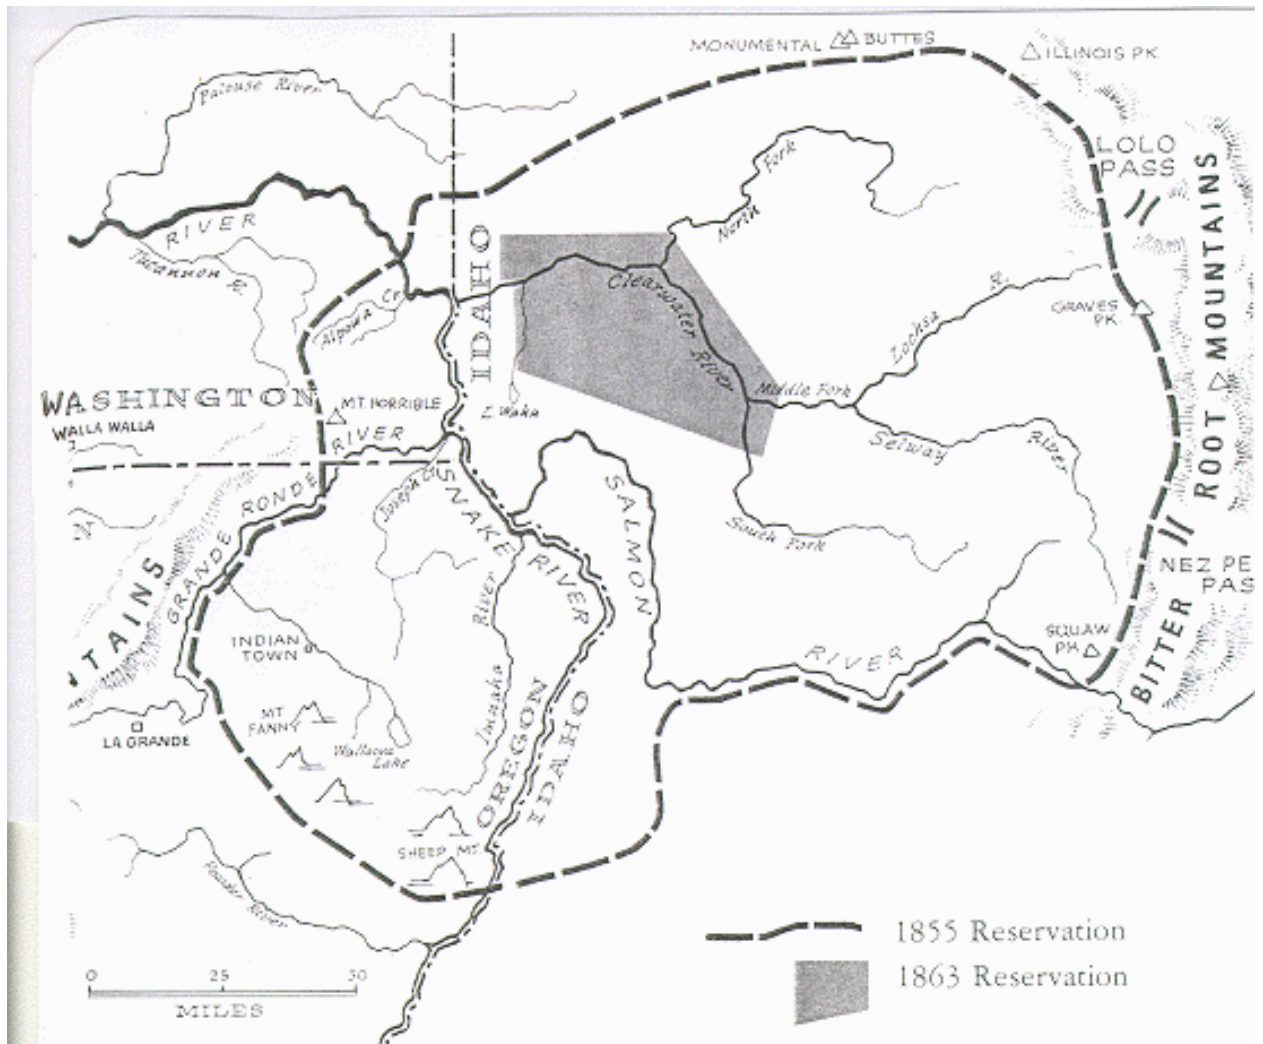 MONUMENTAL
BUTTES
ILLINOIS PK
Palouse River
LOLO
PASS
North
Fork
RIVER
Tucannon
R.
IDAHO
Clearwater
River
Alpowa Cr.
Lochsa
R.
GRAVES
PK.
ROOT MOUNTAINS
WASHINGTON
WALLA WALLA
MT. HORRIBLE
L. Waha
Middle Fork
RIVER
Selway
River
GRANDE RONDE
Joseph Cr.
SNAKE
RIVER
SALMON
South Fork
NEZ PE
PAS
TAINS
INDIAN
TOWN
Imnaha
River
RIVER
SQUAW
PK.
BITTER
MT.
FANNY
Wallowa
Lake
LA GRANDE
OREGON
IDAHO
SHEEP MT.
Powder River
1855 Reservation
1863 Reservation
0 25 50
MILES